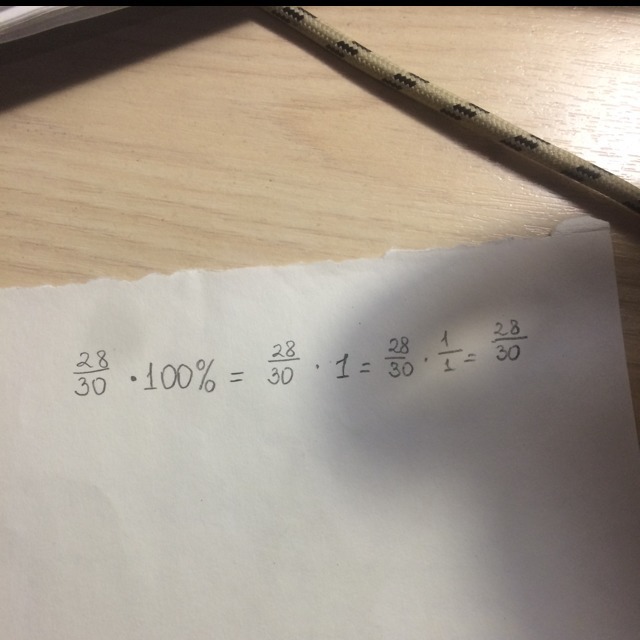 28/30 · 100% = 28/30 · 1 = 28/30 · 1/1 = 28/30